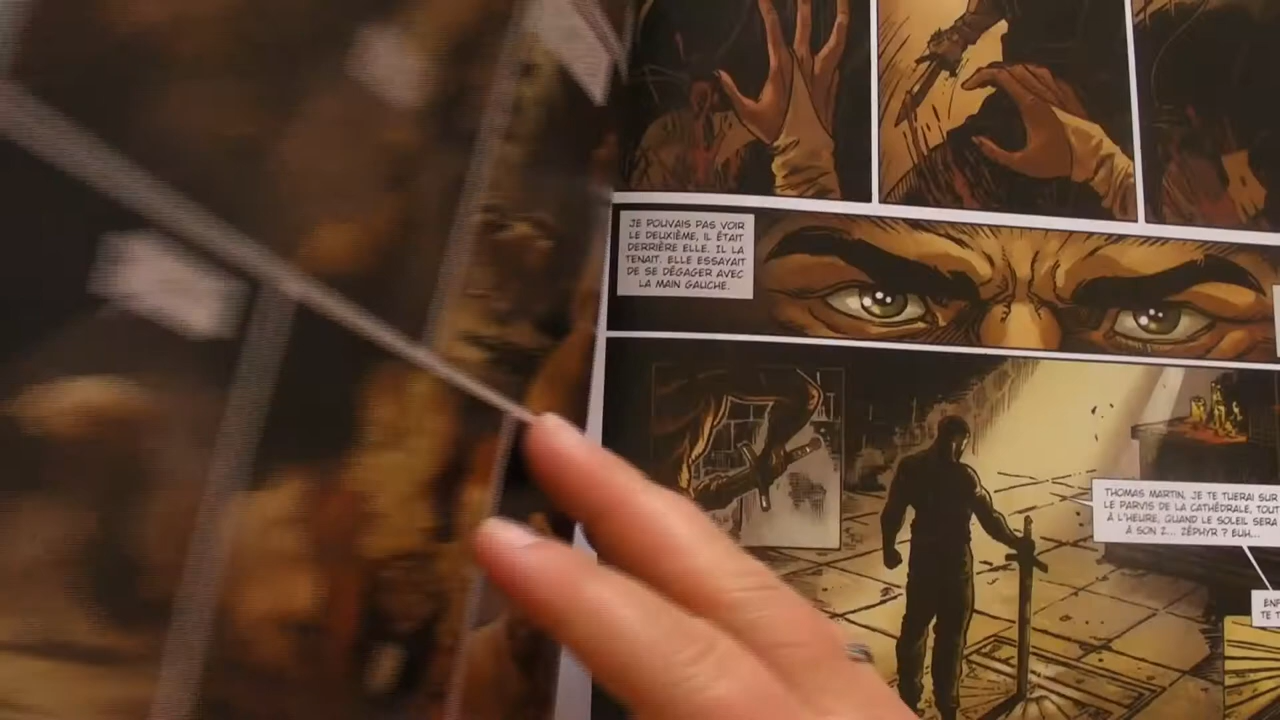 JE POUVAIS PAS VOIR
LE DEUXIÈME, IL ÉTAIT
DERRIÈRE ELLE. IL LA
TENAIT. ELLE ESSAYAIT
DE SE DÉGAGER AVEC
LA MAIN GAUCHE.
THOMAS MARTIN, JE TE TUERAI SUR
LE PARVIS DE LA CATHÉDRALE, TOUT
À L'HEURE, QUAND LE SOLEIL SERA
À SON Z... ZÉPHYR ? EUH...
TE